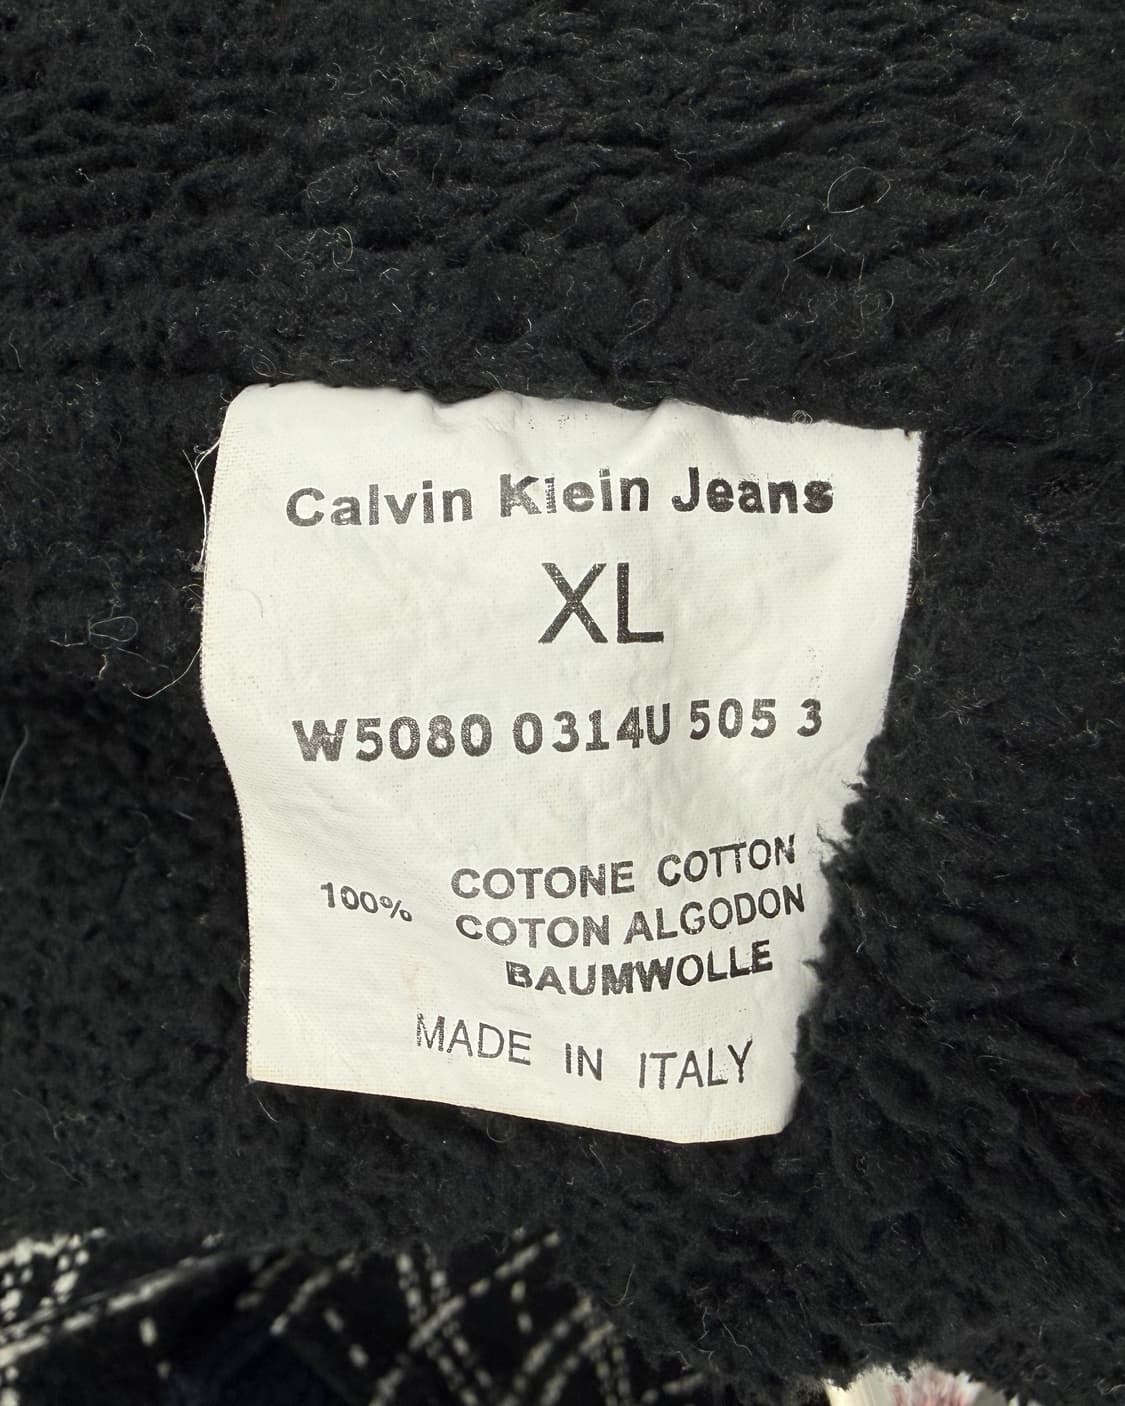 Calvin Klein Jeans
XL
W5080 0314U 505 3
100%
COTONE COTTON
COTON ALGODON
BAUMWOLLE
MADE IN ITALY